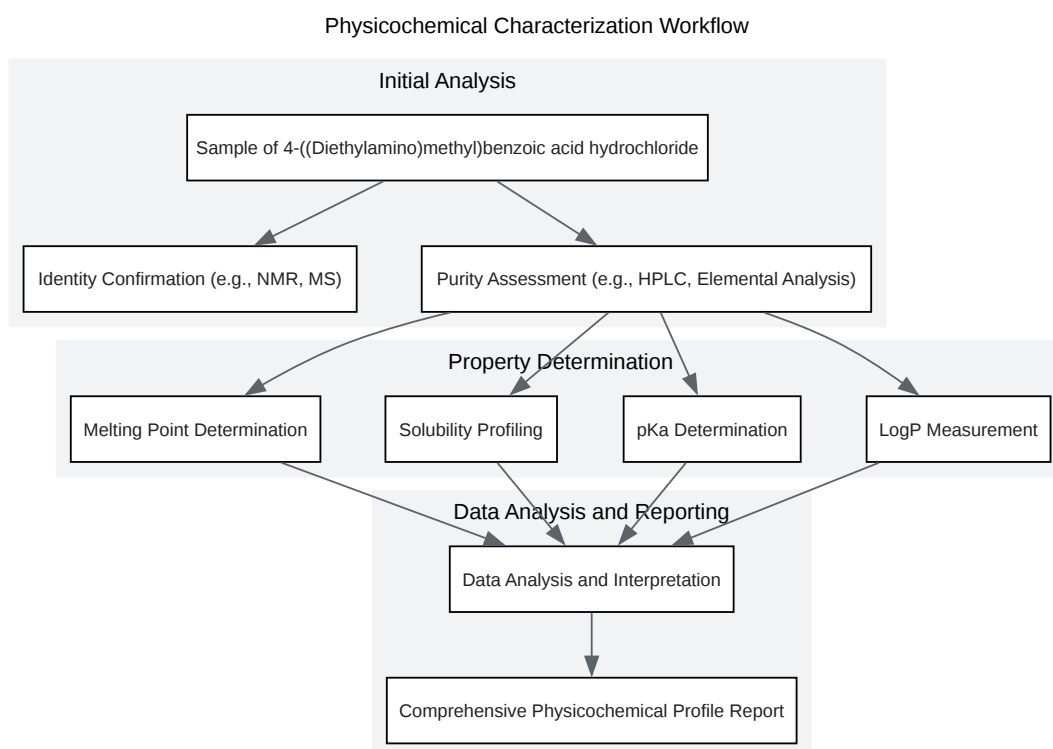 Physicochemical Characterization Workflow
Initial Analysis
Sample of 4-((Diethylamino)methyl)benzoic acid hydrochloride
Identity Confirmation (e.g., NMR, MS)
Purity Assessment (e.g., HPLC, Elemental Analysis)
Property Determination
Melting Point Determination
Solubility Profiling
pKa Determination
LogP Measurement
Data Analysis and Reporting
Data Analysis and Interpretation
Comprehensive Physicochemical Profile Report